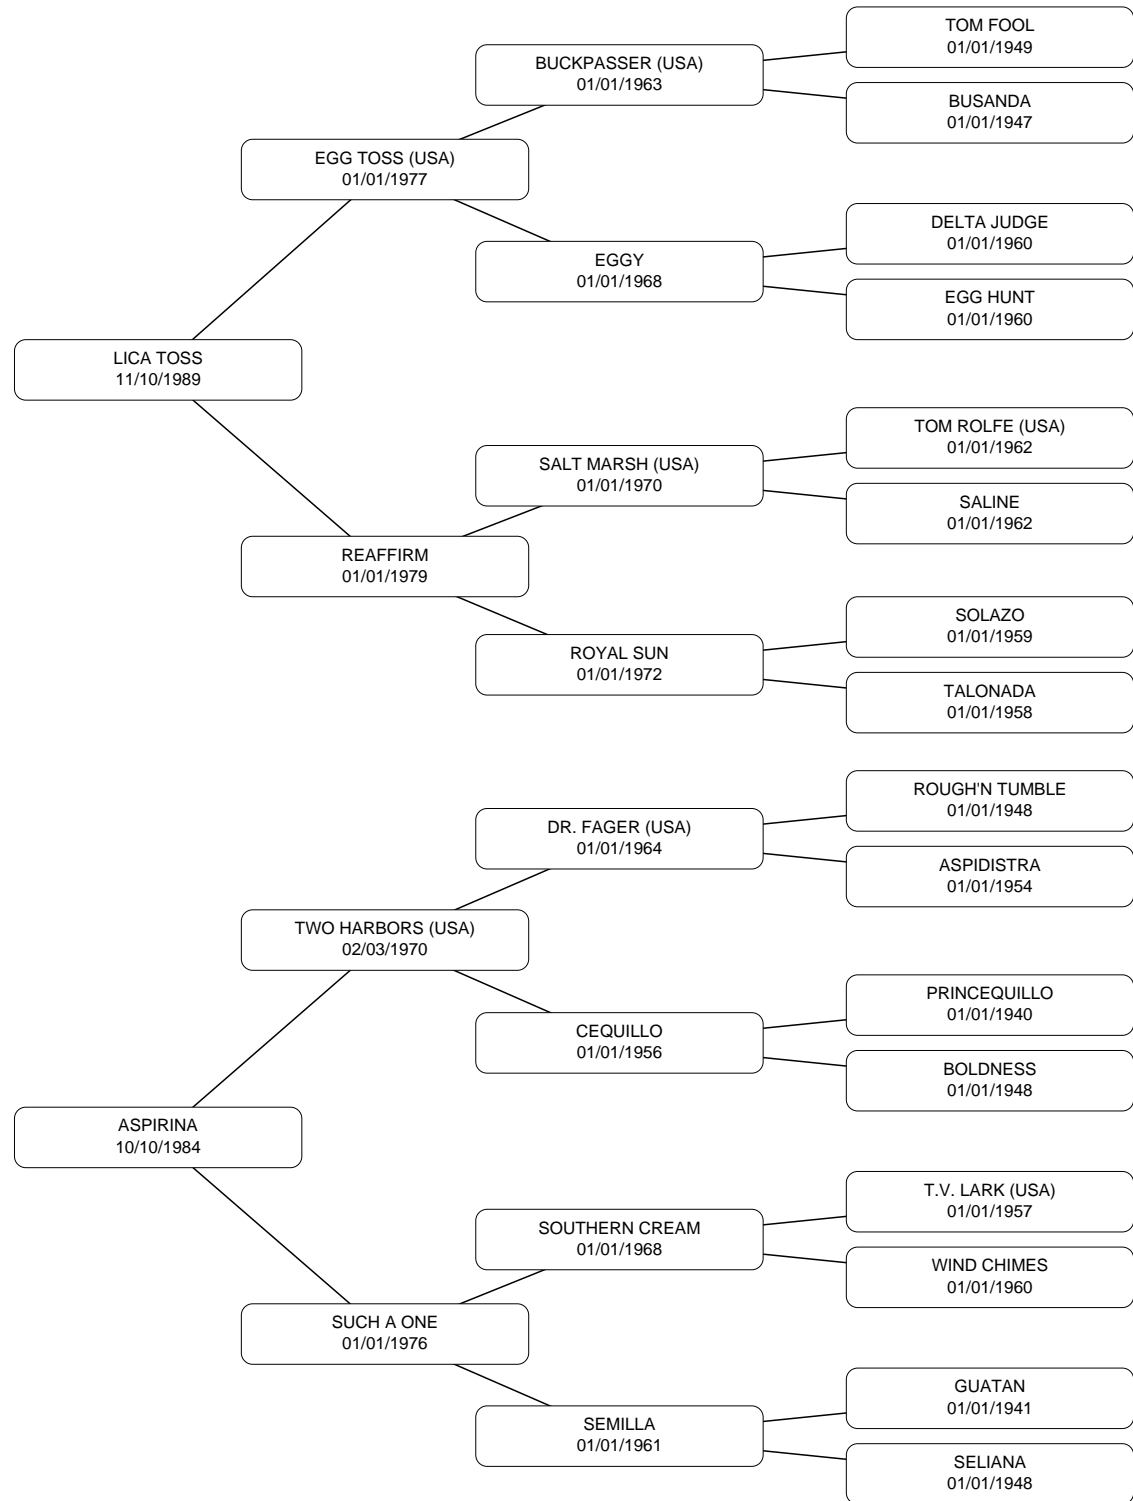 TOM FOOL
01/01/1949
BUCKPASSER (USA)
01/01/1963
BUSANDA
01/01/1947
EGG TOSS (USA)
01/01/1977
DELTA JUDGE
01/01/1960
EGGY
01/01/1968
EGG HUNT
01/01/1960
LICA TOSS
11/10/1989
TOM ROLFE (USA)
01/01/1962
SALT MARSH (USA)
01/01/1970
SALINE
01/01/1962
REAFFIRM
01/01/1979
SOLAZO
01/01/1959
ROYAL SUN
01/01/1972
TALONADA
01/01/1958
ROUGH'N TUMBLE
01/01/1948
DR. FAGER (USA)
01/01/1964
ASPIDISTRA
01/01/1954
TWO HARBORS (USA)
02/03/1970
PRINCEQUILLO
01/01/1940
CEQUILLO
01/01/1956
BOLDNESS
01/01/1948
ASPIRINA
10/10/1984
T.V. LARK (USA)
01/01/1957
SOUTHERN CREAM
01/01/1968
WIND CHIMES
01/01/1960
SUCH A ONE
01/01/1976
GUATAN
01/01/1941
SEMILLA
01/01/1961
SELIANA
01/01/1948